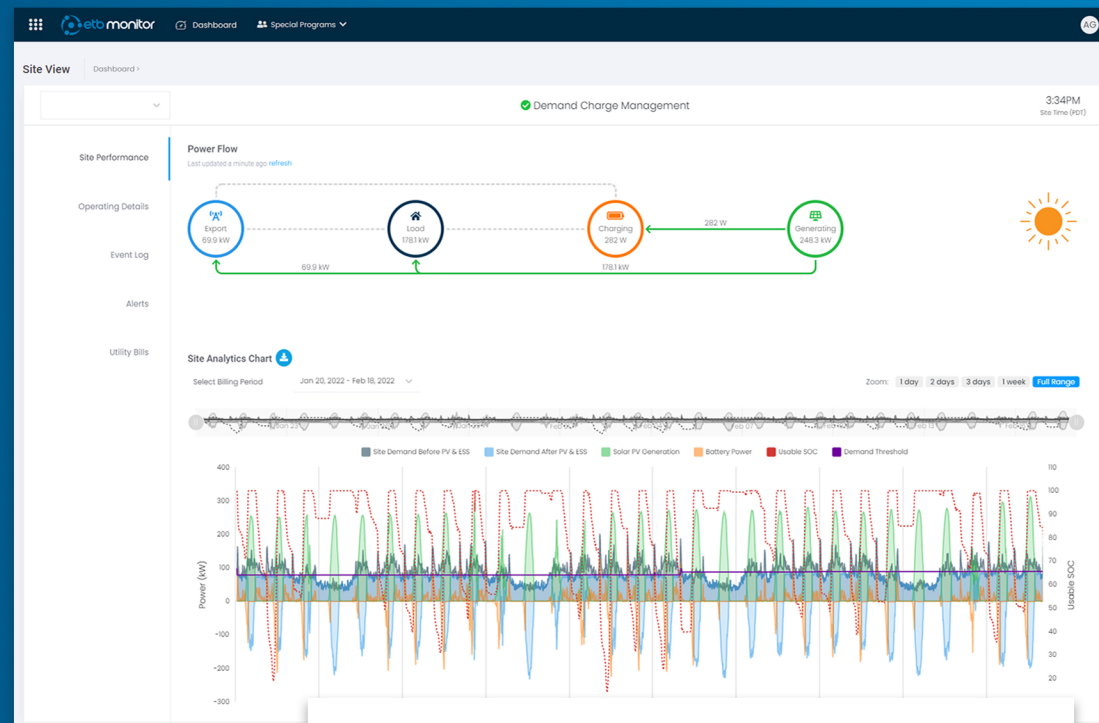 etb monitor Dashboard Special Programs AG
Site View Dashboard >
Demand Charge Management
3:34PM
Site Time (PDT)
Site Performance
Operating Details
Event Log
Alerts
Utility Bills
Power Flow
Last updated a minute ago refresh
Export
69.9 kW
Load
178.1 kW
Charging
282 W
282 W
Generating
248.3 kW
69.9 kW
178.1 kW
Site Analytics Chart
Select Billing Period Jan 20, 2022 - Feb 18, 2022
Zoom: 1 day 2 days 3 days 1 week Full Range
Jan 23 Feb 07
Site Demand Before PV & ESS Site Demand After PV & ESS Solar PV Generation Battery Power Usable SOC Demand Threshold
Power (kW)
400
300
200
100
0
-100
-200
-300
110
100
90
80
70
60
50
40
30
20
Usable SOC